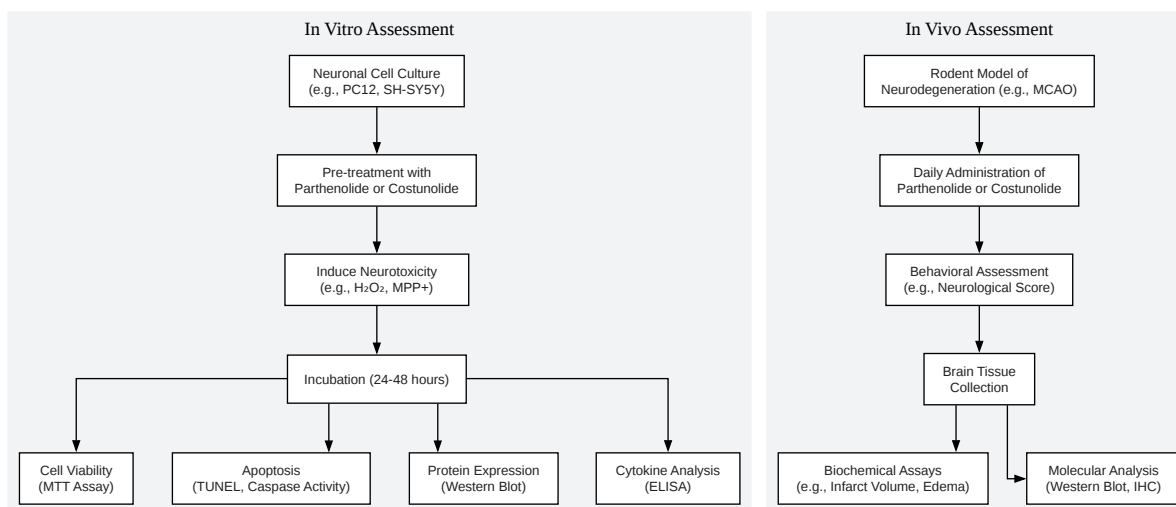 In Vitro Assessment
Neuronal Cell Culture
(e.g., PC12, SH-SY5Y)
Pre-treatment with
Parthenolide or Costunolide
Induce Neurotoxicity
(e.g., H₂O₂, MPP+)
Incubation (24-48 hours)
Cell Viability
(MTT Assay)
Apoptosis
(TUNEL, Caspase Activity)
Protein Expression
(Western Blot)
Cytokine Analysis
(ELISA)
In Vivo Assessment
Rodent Model of
Neurodegeneration (e.g., MCAO)
Daily Administration of
Parthenolide or Costunolide
Behavioral Assessment
(e.g., Neurological Score)
Brain Tissue
Collection
Biochemical Assays
(e.g., Infarct Volume, Edema)
Molecular Analysis
(Western Blot, IHC)